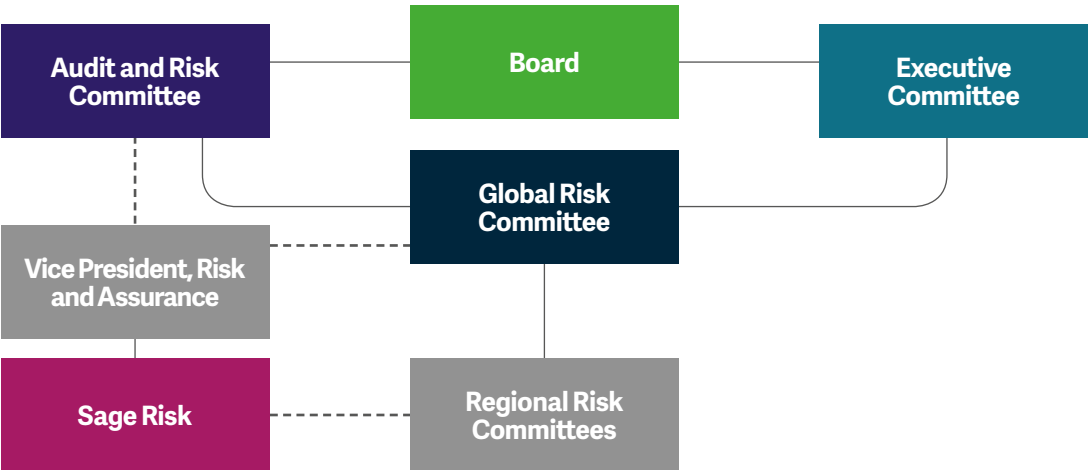 Audit and Risk
Committee
Board
Executive
Committee
Global Risk
Committee
Vice President, Risk
and Assurance
Sage Risk
Regional Risk
Committees